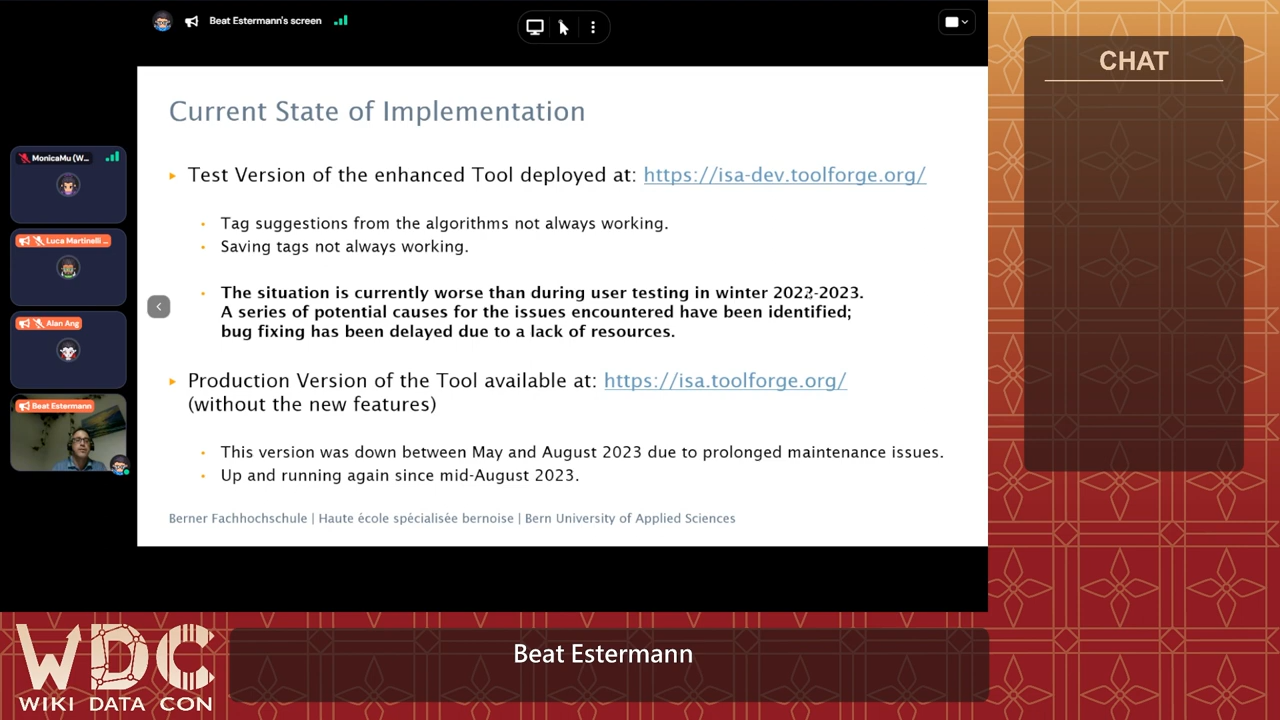 Beat Estermann's screen
CHAT
Current State of Implementation
MonicaMu (W...
Test Version of the enhanced Tool deployed at: https://isa-dev.toolforge.org/
Tag suggestions from the algorithms not always working.
Luca Martinelli ...
Saving tags not always working.
The situation is currently worse than during user testing in winter 2022-2023.
A series of potential causes for the issues encountered have been identified;
Alan Ang
bug fixing has been delayed due to a lack of resources.
Production Version of the Tool available at: https://isa.toolforge.org/
Beat Estermann
(without the new features)
This version was down between May and August 2023 due to prolonged maintenance issues.
Up and running again since mid-August 2023.
Berner Fachhochschule | Haute école spécialisée bernoise | Bern University of Applied Sciences
WDC
WIKI DATA CON
Beat Estermann